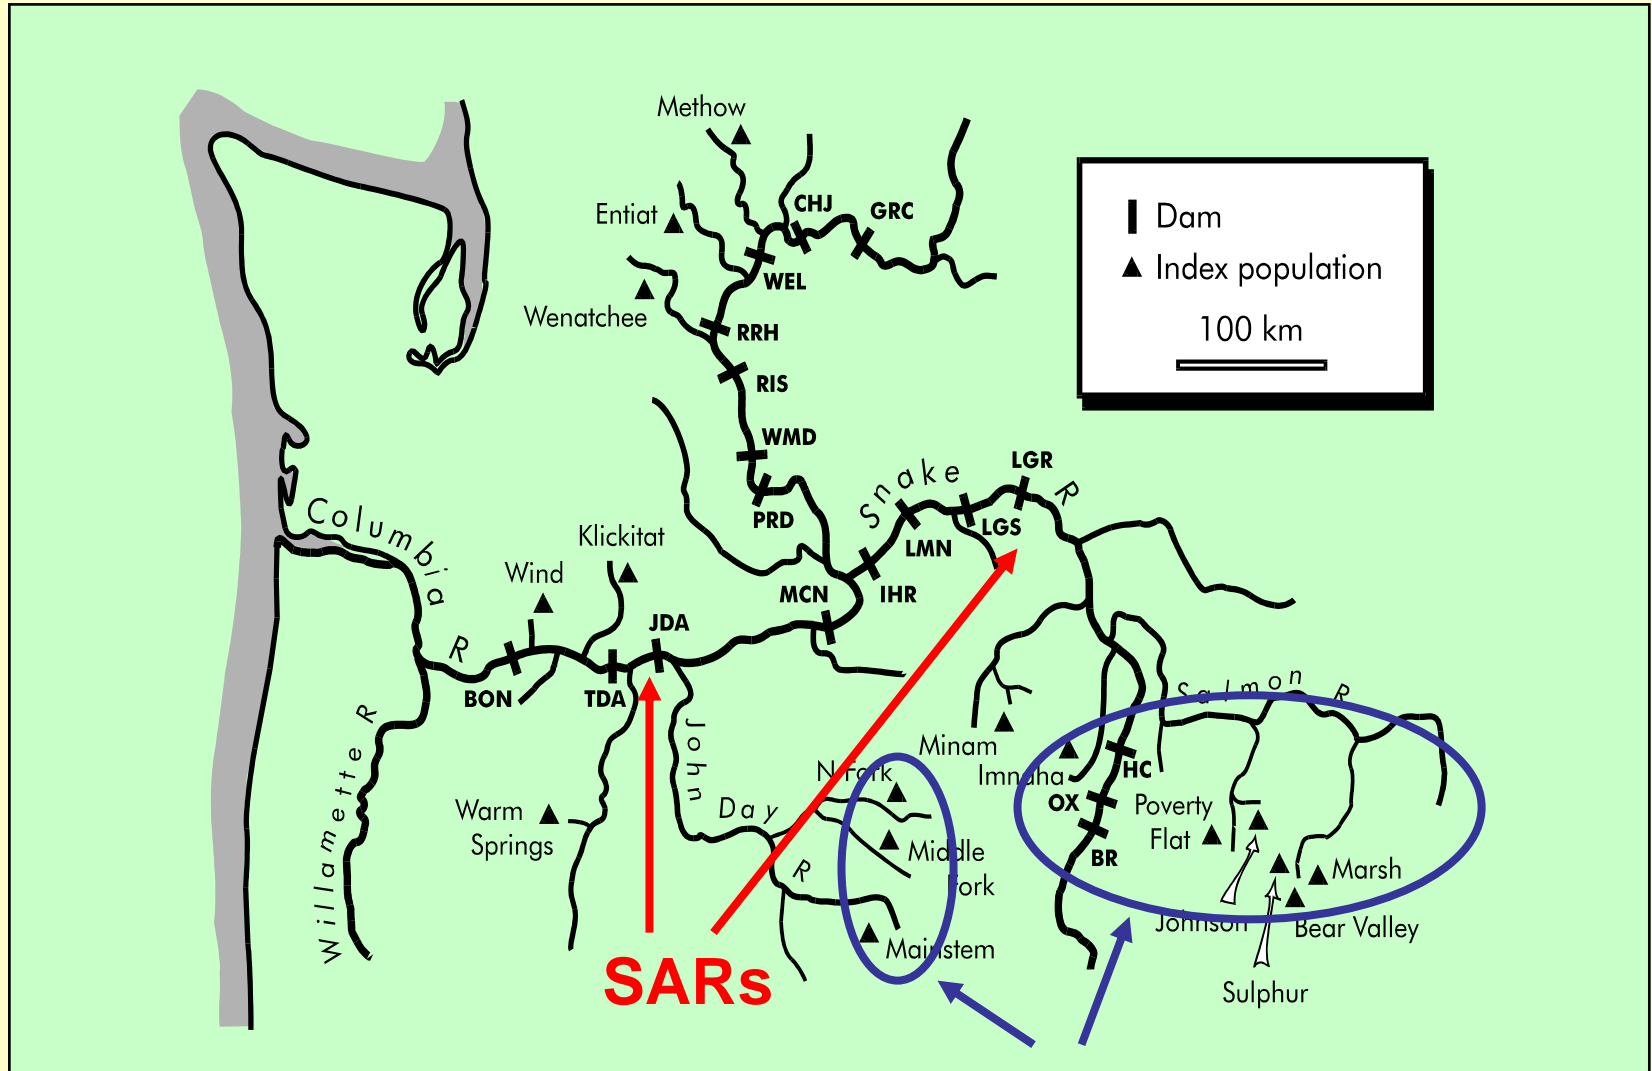 Methow
CHJ
GRC
Entiat
WEL
Wenatchee
RRH
RIS
WMD
PRD
Dam
Index population
100 km
Snake R
LGR
LGS
LMN
IHR
MCN
Columbia R
Klickitat
Wind
JDA
BON
TDA
Willamette R
Warm
Springs
John Day R
N Fork
Middle
Fork
Mainstem
Minam
Imnaha
Salmon R
HC
OX
BR
Poverty
Flat
Marsh
Johnson
Bear Valley
Sulphur
SARs